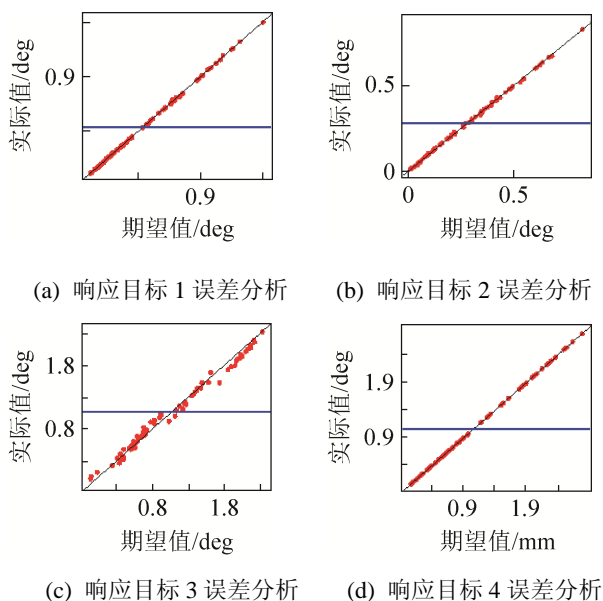 实际值/deg
0.9
0.9
期望值/deg
(a) 响应目标 1 误差分析
实际值/deg
0.5
0
0
0.5
期望值/deg
(b) 响应目标 2 误差分析
实际值/deg
1.8
0.8
0.8
1.8
期望值/deg
(c) 响应目标 3 误差分析
实际值/deg
1.9
0.9
0.9
1.9
期望值/mm
(d) 响应目标 4 误差分析